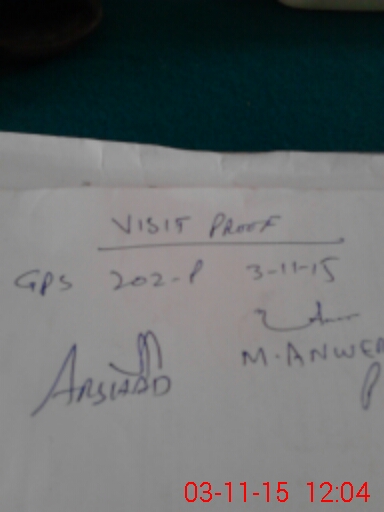 VISIT PROOF
GPS 202-P 3-11-15
ARSHAD M. ANWER
03-11-15 12:04